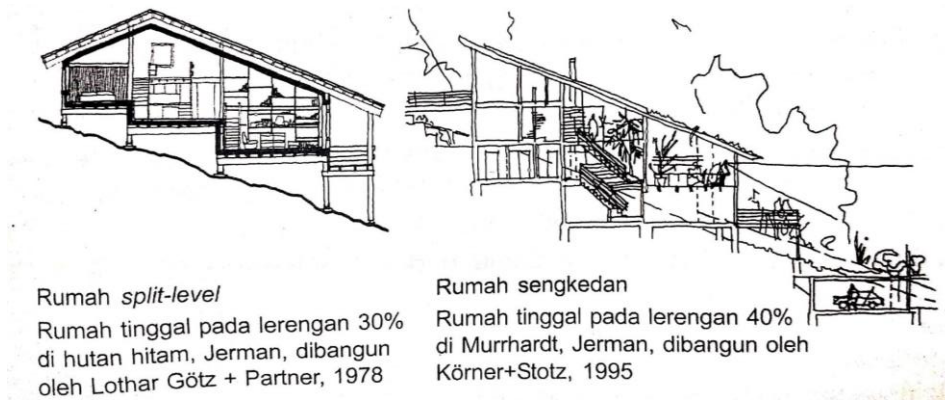 Rumah split-level
Rumah tinggal pada lerengan 30%
di hutan hitam, Jerman, dibangun
oleh Lothar Götz + Partner, 1978
Rumah sengkedan
Rumah tinggal pada lerengan 40%
di Murrhardt, Jerman, dibangun oleh
Körner+Stotz, 1995